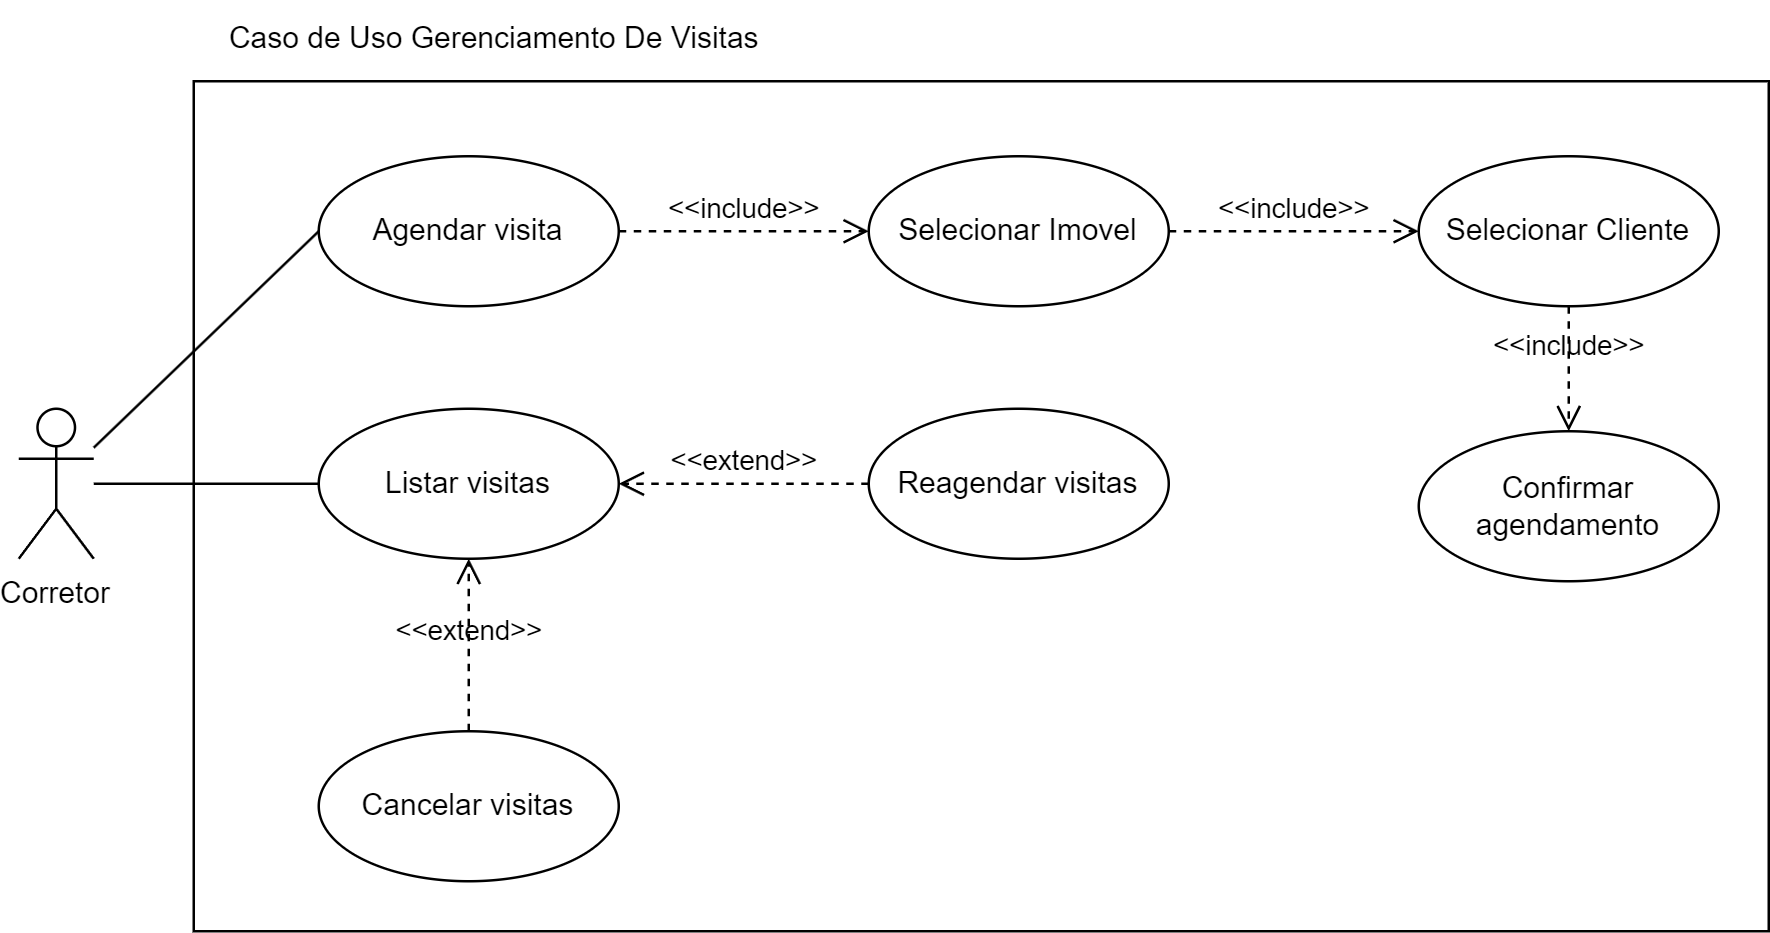 Caso de Uso Gerenciamento De Visitas
Agendar visita
<<include>>
Selecionar Imovel
<<include>>
Selecionar Cliente
<<include>>
Listar visitas
<<extend>>
Reagendar visitas
Confirmar
agendamento
Corretor
<<extend>>
Cancelar visitas